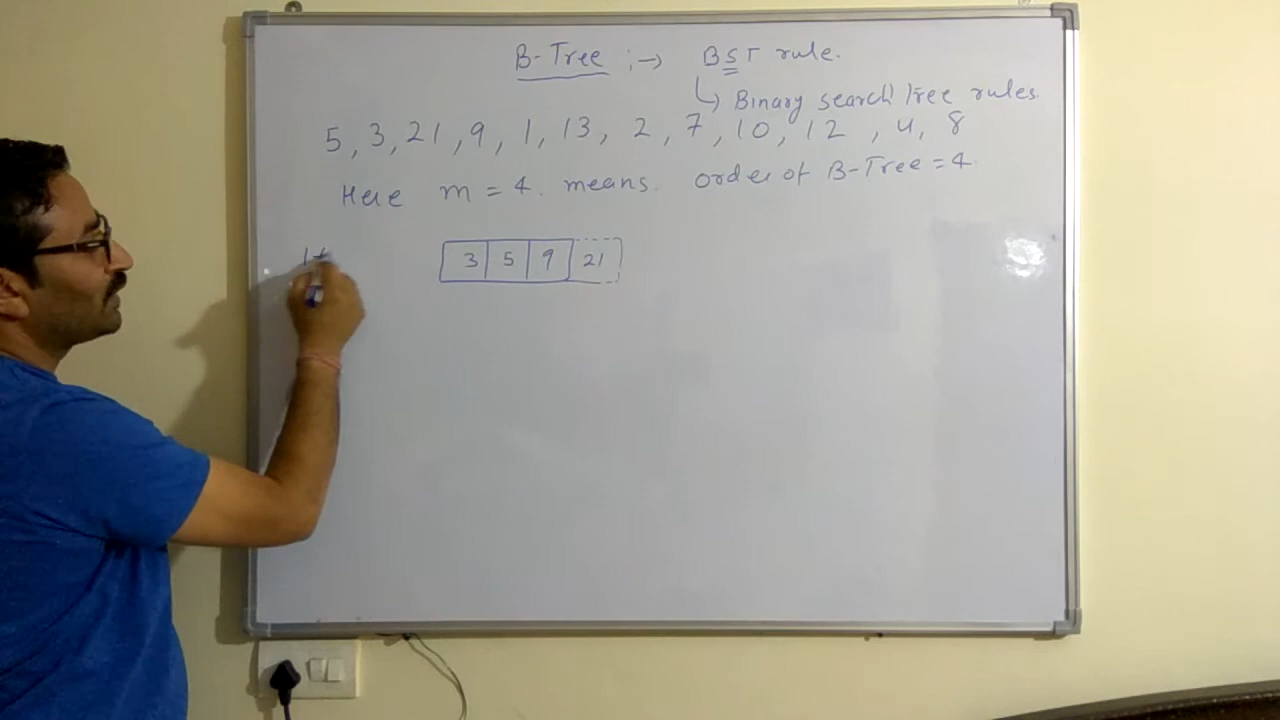 B-Tree :→ BST rule.
↳ Binary search Tree rules.
5, 3, 21, 9, 1, 13, 2, 7, 10, 12, 4, 8
Here m = 4. means. order of B-Tree = 4.
3 5 9 21